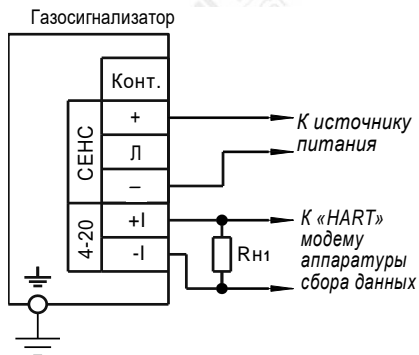 Газосигнализатор
Конт.
СЕНС
+
Л
–
4-20
+I
-I
Rн1
К источнику
питания
К «HART»
модему
аппаратуры
сбора данных